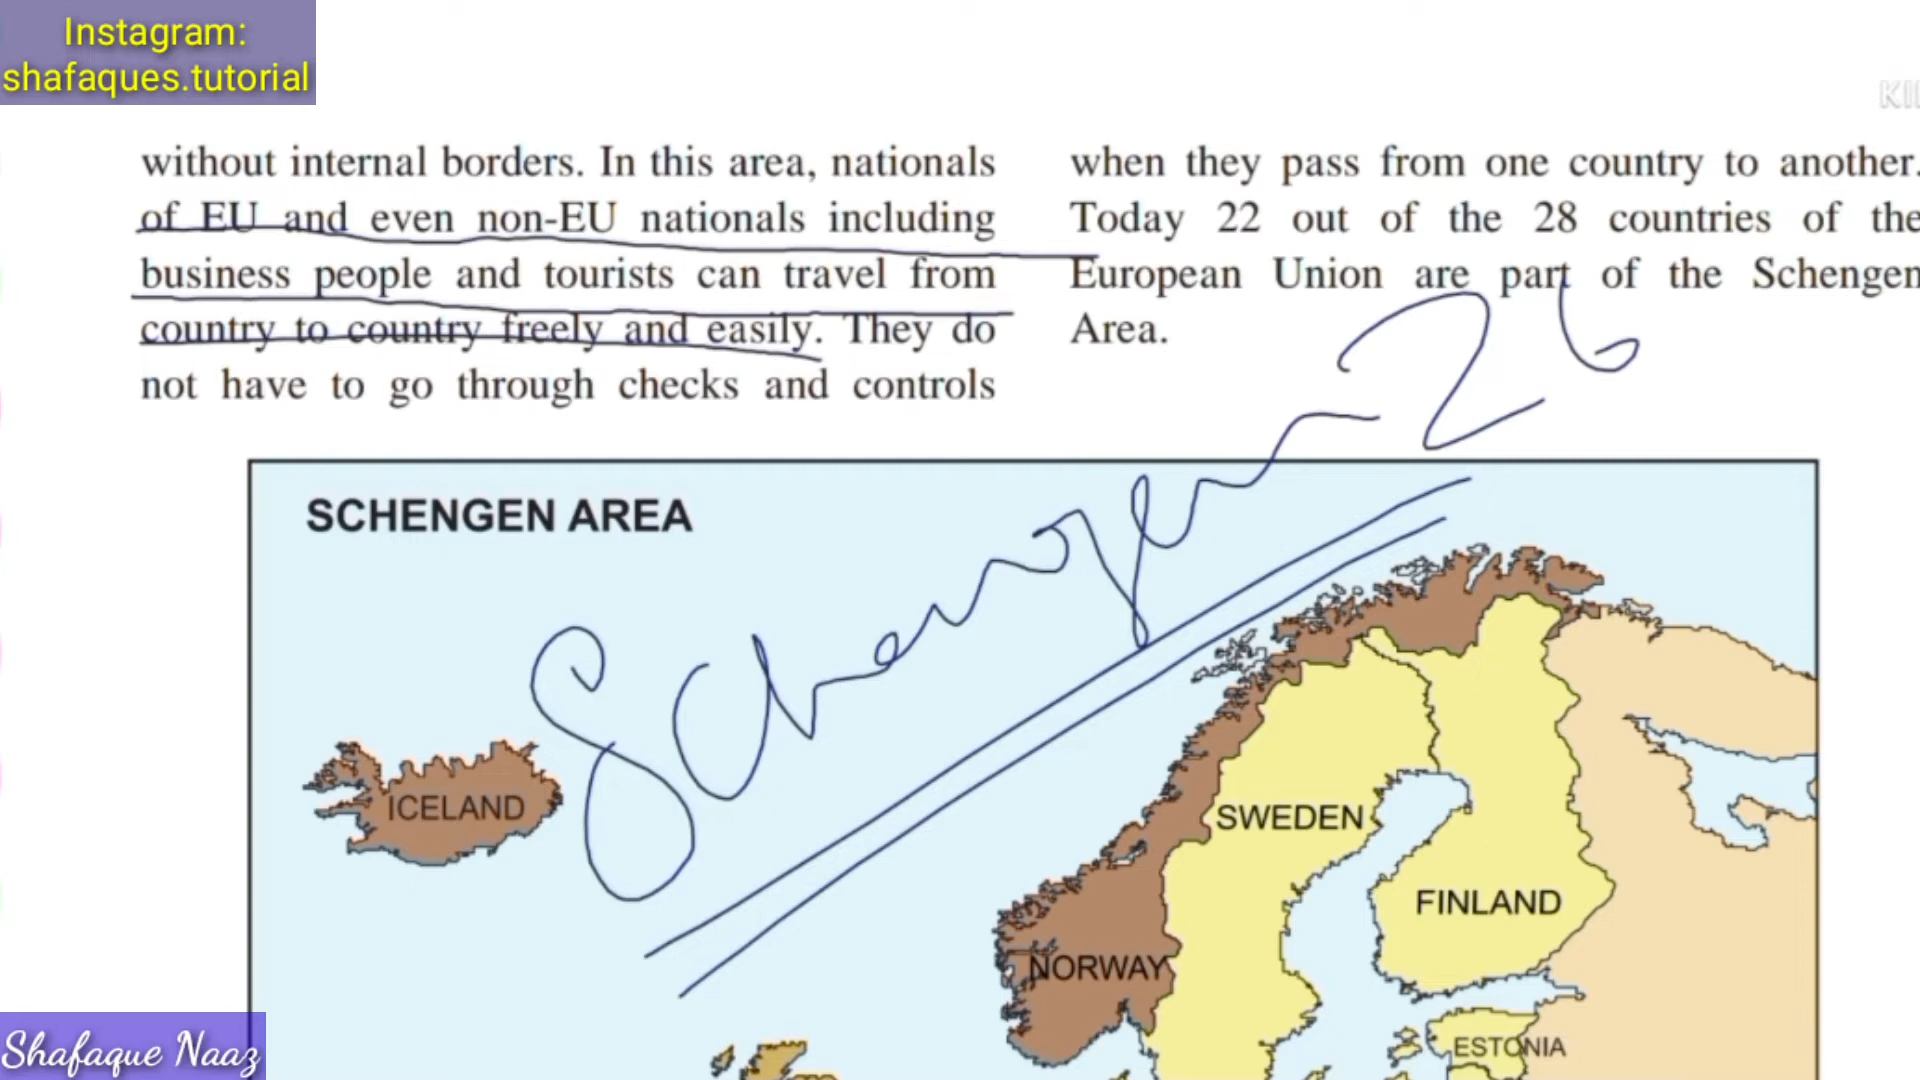 Instagram:
shafaques.tutorial
KI
without internal borders. In this area, nationals
of EU and even non-EU nationals including
business people and tourists can travel from
country to country freely and easily. They do
not have to go through checks and controls
when they pass from one country to another.
Today 22 out of the 28 countries of the
European Union are part of the Schengen
Area.
Schengen - 26
SCHENGEN AREA
ICELAND
SWEDEN
FINLAND
NORWAY
ESTONIA
Shafaque Naaz